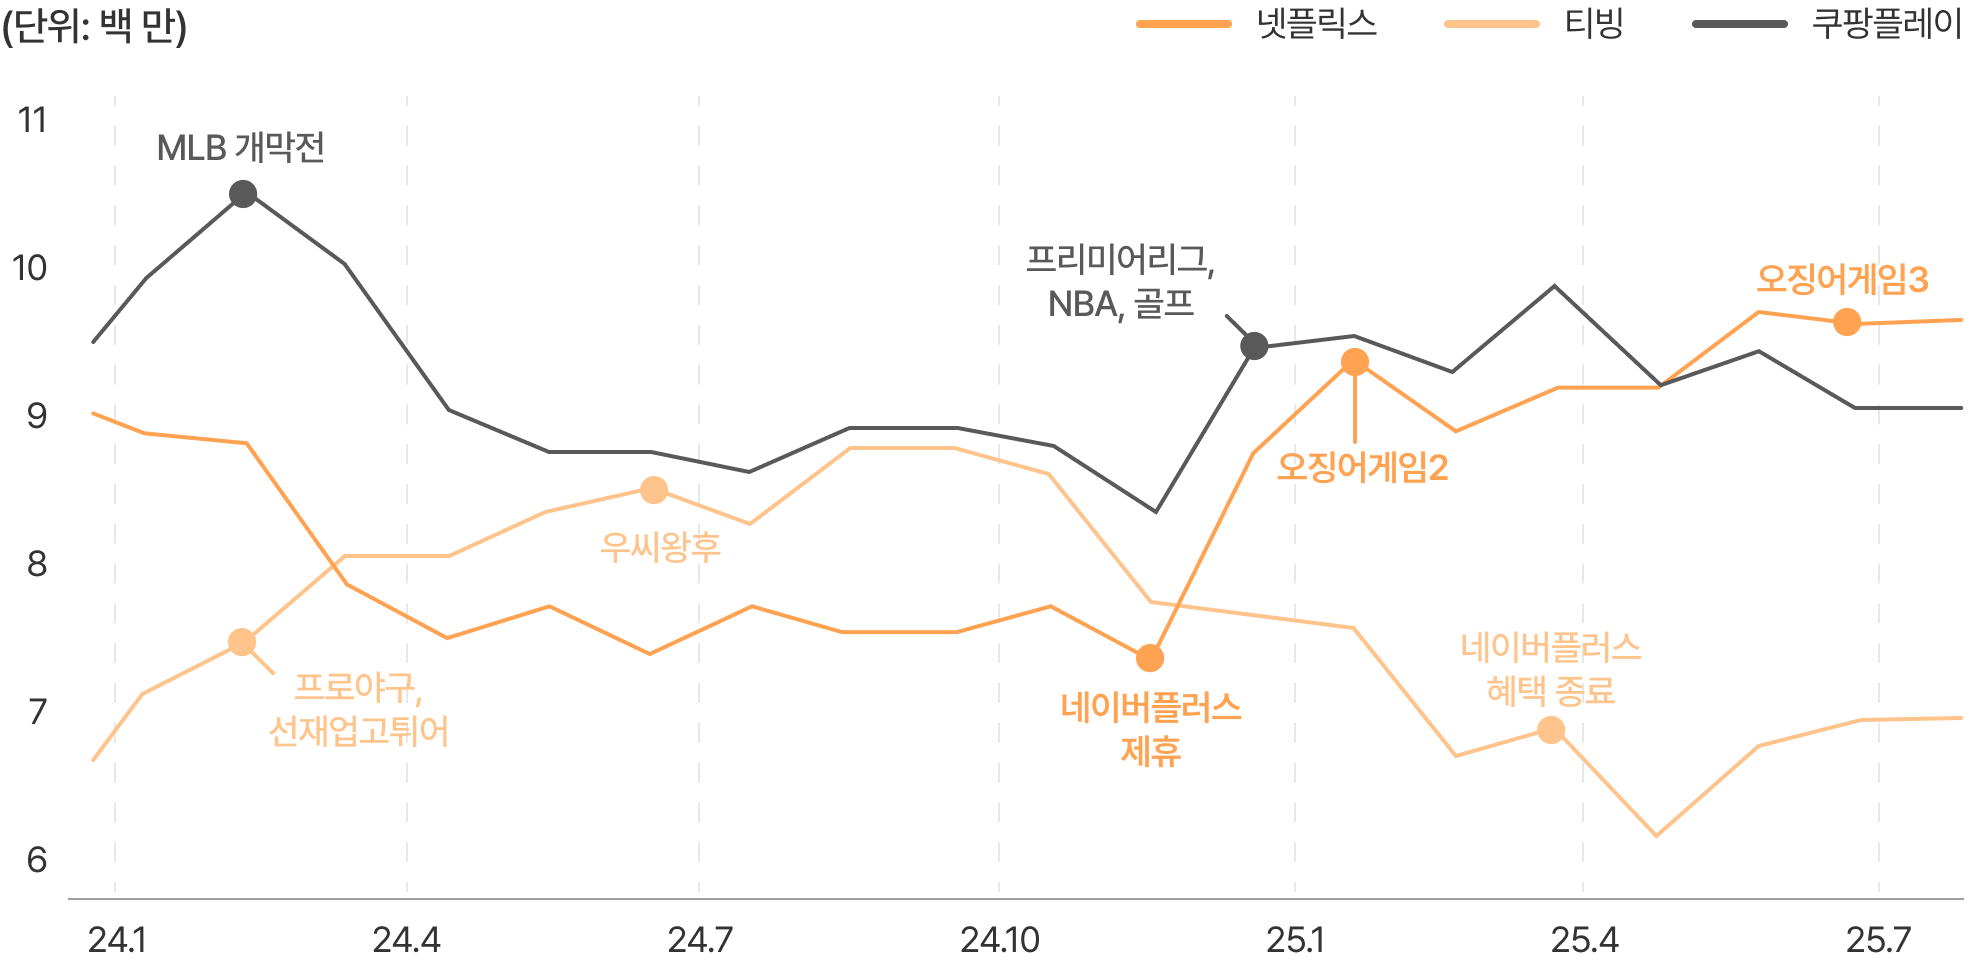 (단위: 백 만)
넷플릭스
티빙
쿠팡플레이
11
10
9
8
7
6
MLB 개막전
프리미어리그,
NBA, 골프
오징어게임3
오징어게임2
우씨왕후
프로야구,
선재업고튀어
네이버플러스
제휴
네이버플러스
혜택 종료
24.1
24.4
24.7
24.10
25.1
25.4
25.7